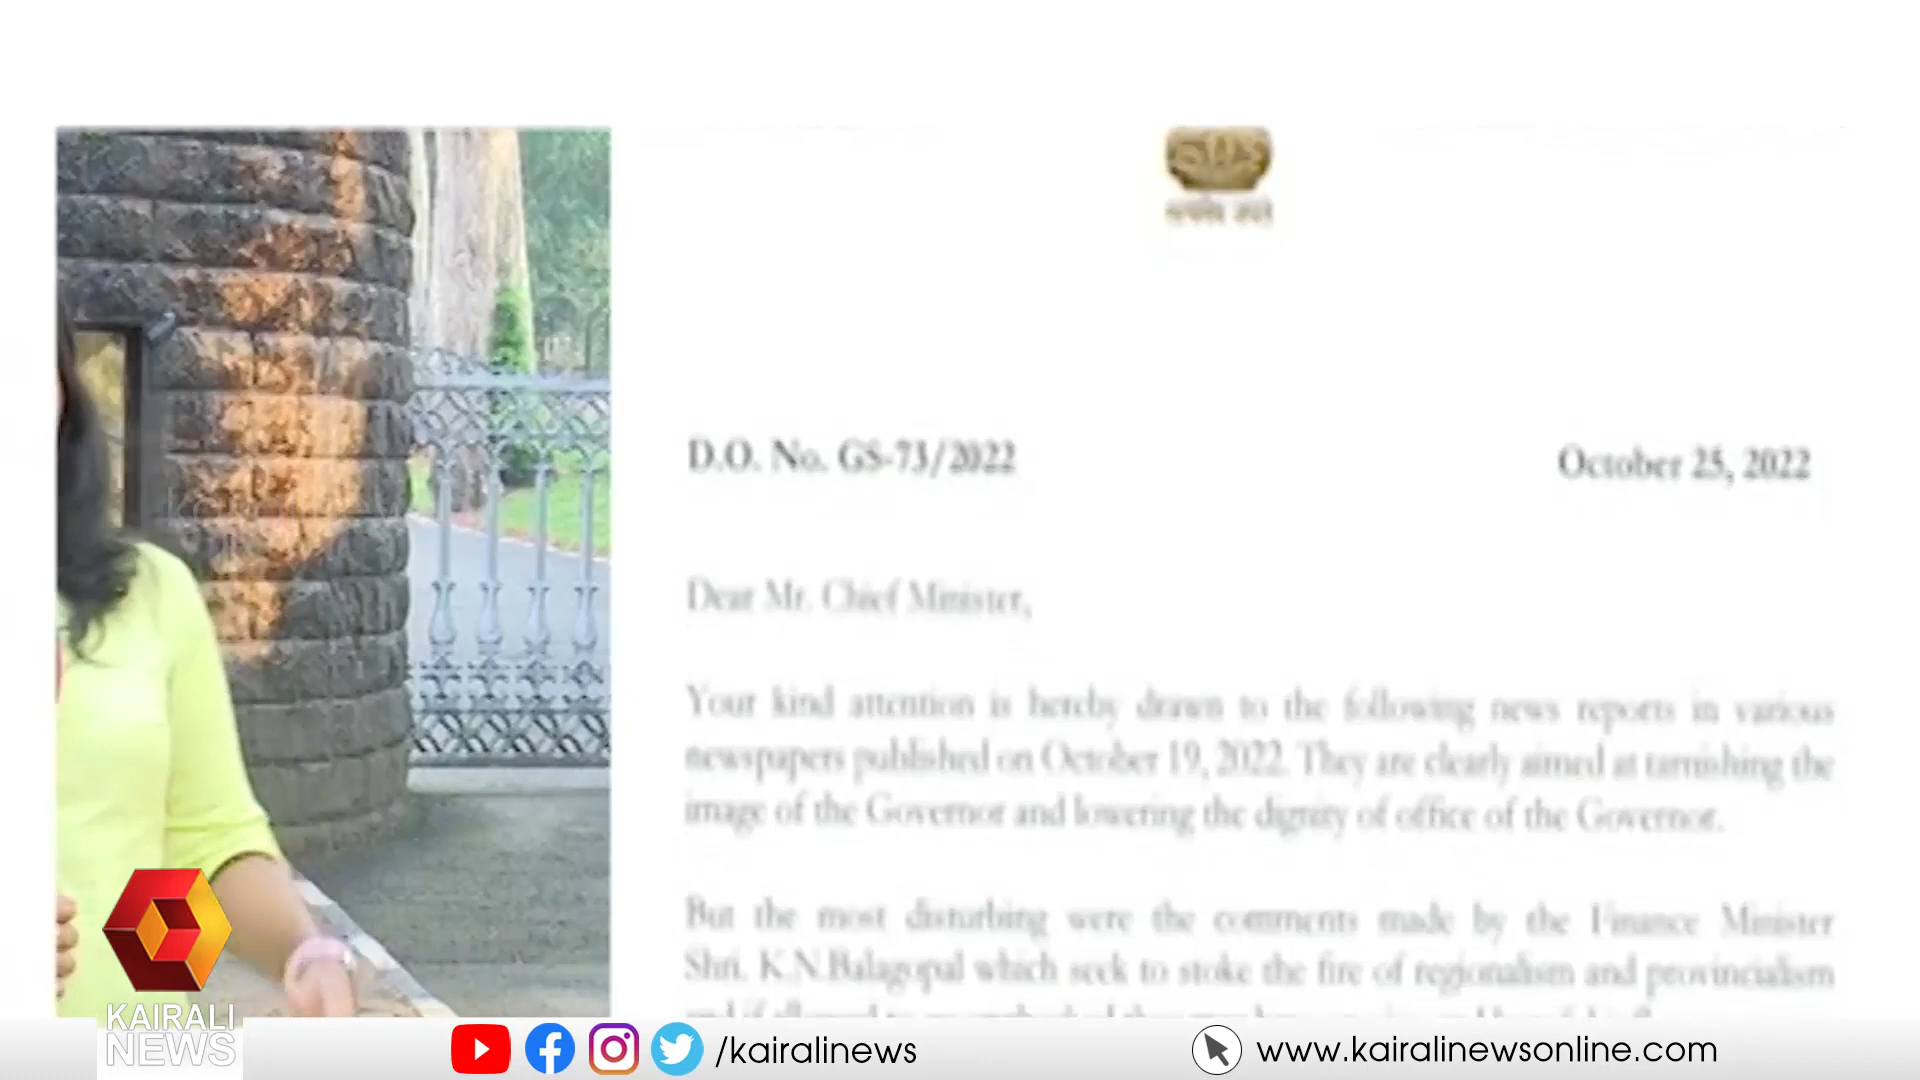 D.O. No. GS-73/2022
October 25, 2022
Dear Mr. Chief Minister,
Your kind attention is hereby drawn to the following news reports in various
newspapers published on October 19, 2022. They are clearly aimed at tarnishing the
image of the Governor and lowering the dignity of office of the Governor.
But the most disturbing were the comments made by the Finance Minister
Shri. K.N.Balagopal which seek to stoke the fire of regionalism and provincialism
KAIRALI
NEWS
/kairalinews
www.kairalinewsonline.com